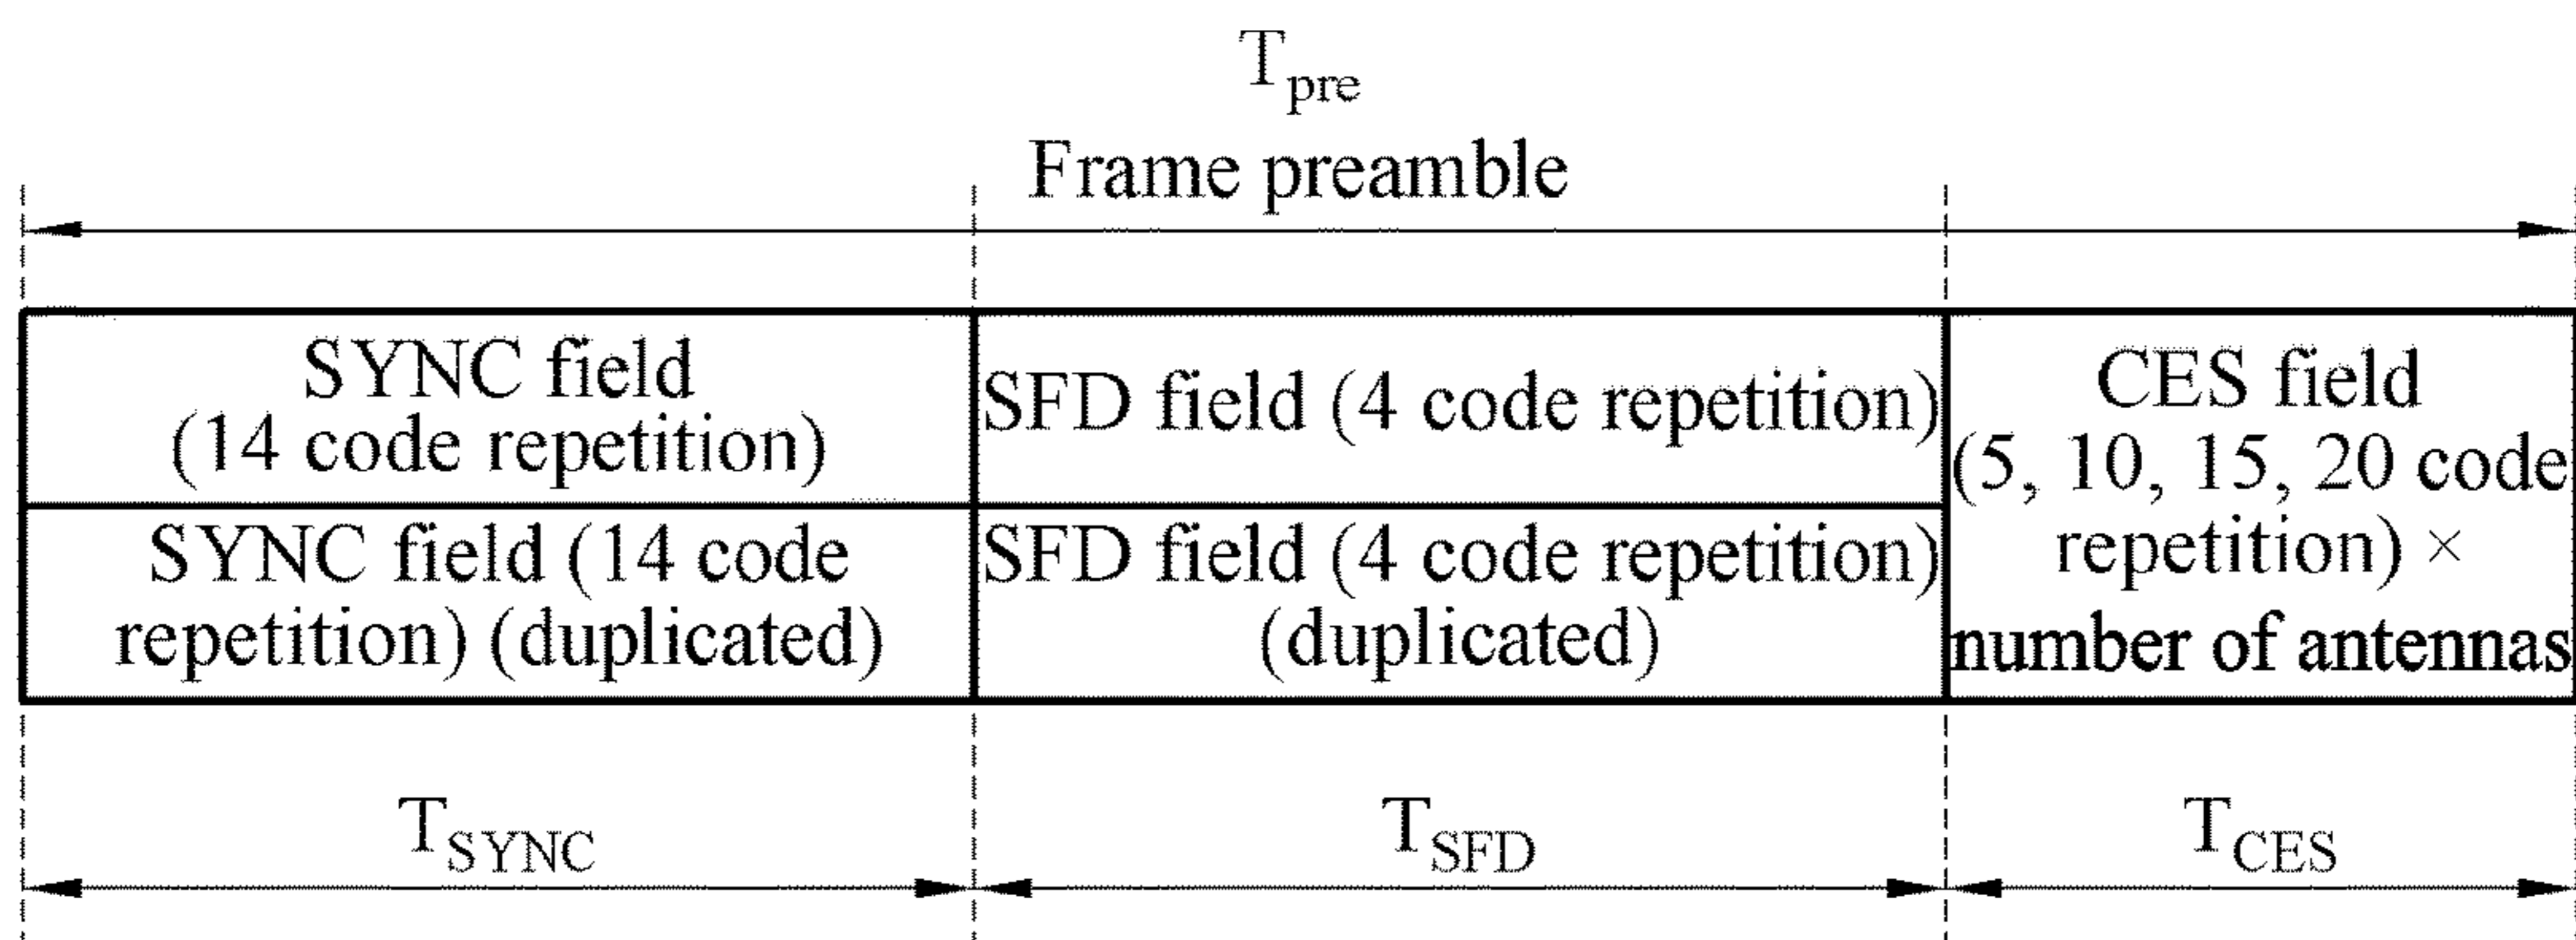 T_pre
Frame preamble
SYNC field
(14 code repetition)
SFD field (4 code repetition)
CES field
(5, 10, 15, 20 code
repetition) ×
number of antennas
SYNC field (14 code
repetition) (duplicated)
SFD field (4 code repetition)
(duplicated)
T_SYNC
T_SFD
T_CES